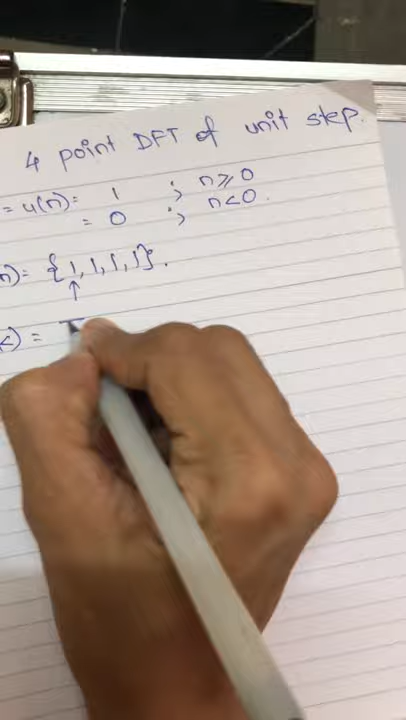 4 point DFT of unit step.
= u(n) = 1 ; n ≥ 0
= 0 ; n < 0.
n) = {1, 1, 1, 1}.
↑
) =